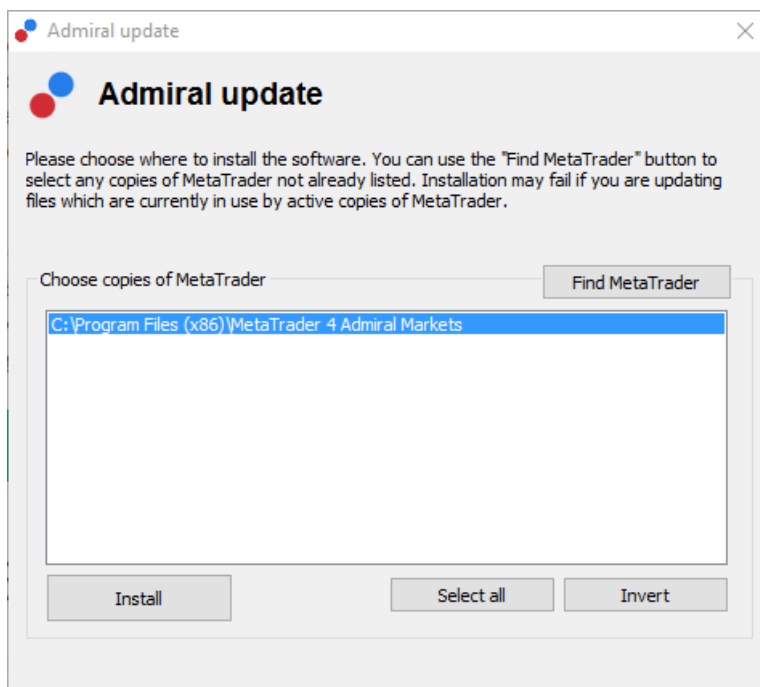 Admiral update
Admiral update
Please choose where to install the software. You can use the "Find MetaTrader" button to
select any copies of MetaTrader not already listed. Installation may fail if you are updating
files which are currently in use by active copies of MetaTrader.
Choose copies of MetaTrader
Find MetaTrader
C:\Program Files (x86)\MetaTrader 4 Admiral Markets
Install
Select all
Invert